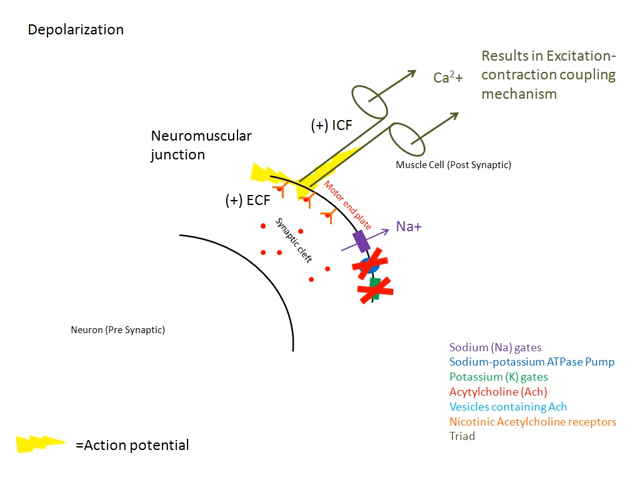 Depolarization
Results in Excitation-
contraction coupling
mechanism
Ca2+
(+) ICF
Neuromuscular
junction
Muscle Cell (Post Synaptic)
(+) ECF
Motor end plate
Synaptic cleft
Na+
Neuron (Pre Synaptic)
Sodium (Na) gates
Sodium-potassium ATPase Pump
Potassium (K) gates
Acytylcholine (Ach)
Vesicles containing Ach
Nicotinic Acetylcholine receptors
Triad
=Action potential